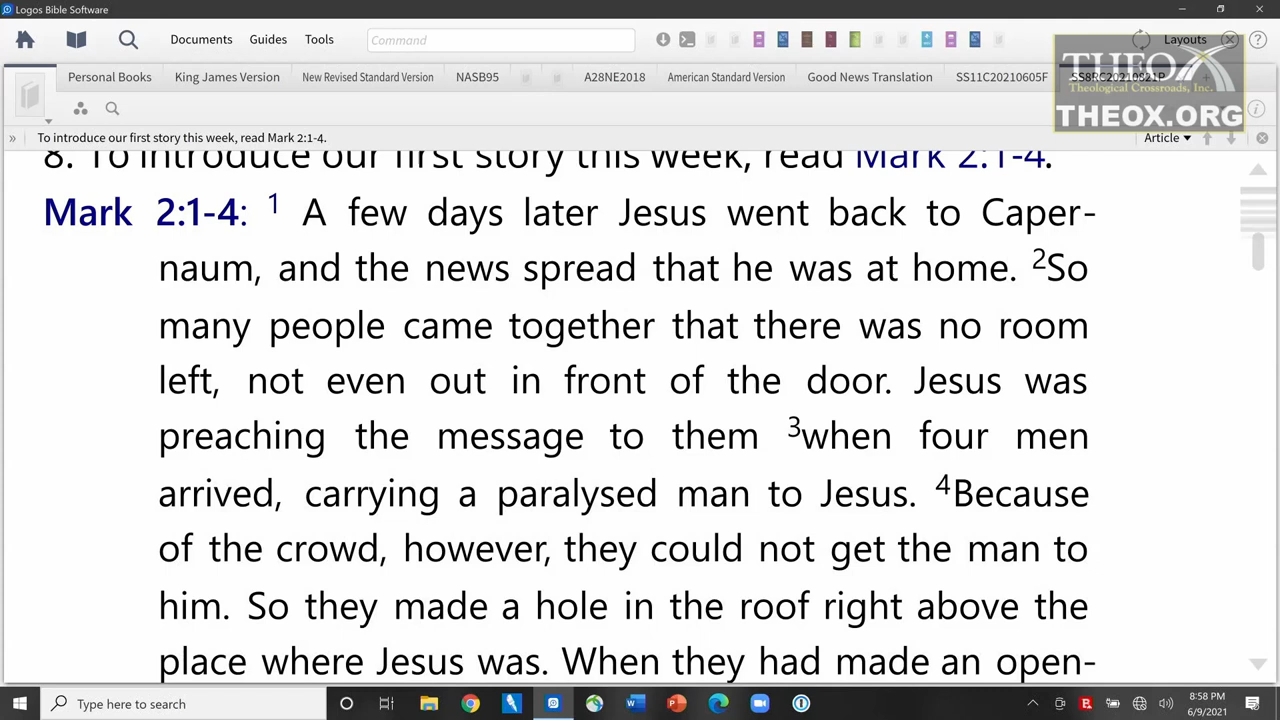 Logos Bible Software
Documents Guides Tools Command Layouts
Personal Books King James Version New Revised Standard NASB95 A28NE2018 American Standard Version Good News Translation SS11C20210605F SS8RC20210821P
THEOX
Theological Crossroads, Inc.
THEOX.ORG
To introduce our first story this week, read Mark 2:1-4. Article
8. To introduce our first story this week, read Mark 2:1-4.
Mark 2:1-4: 1 A few days later Jesus went back to Caper-
naum, and the news spread that he was at home. 2So
many people came together that there was no room
left, not even out in front of the door. Jesus was
preaching the message to them 3when four men
arrived, carrying a paralysed man to Jesus. 4Because
of the crowd, however, they could not get the man to
him. So they made a hole in the roof right above the
place where Jesus was. When they had made an open-
Type here to search
8:58 PM
6/9/2021